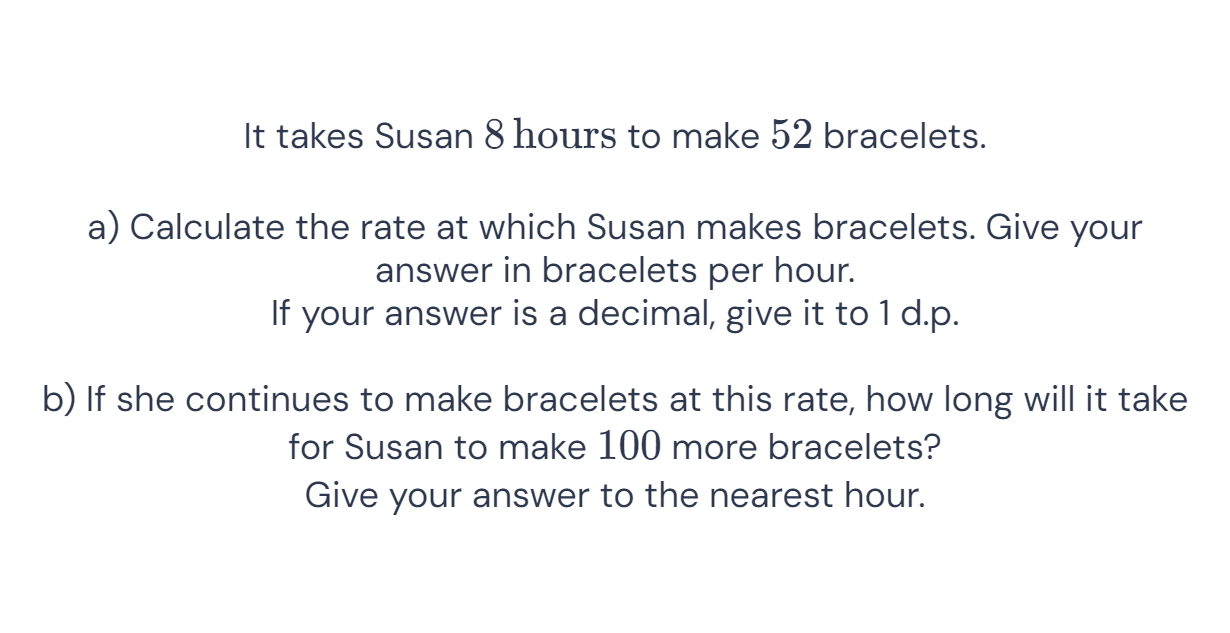 It takes Susan 8 hours to make 52 bracelets.
a) Calculate the rate at which Susan makes bracelets. Give your
answer in bracelets per hour.
If your answer is a decimal, give it to 1 d.p.
b) If she continues to make bracelets at this rate, how long will it take
for Susan to make 100 more bracelets?
Give your answer to the nearest hour.